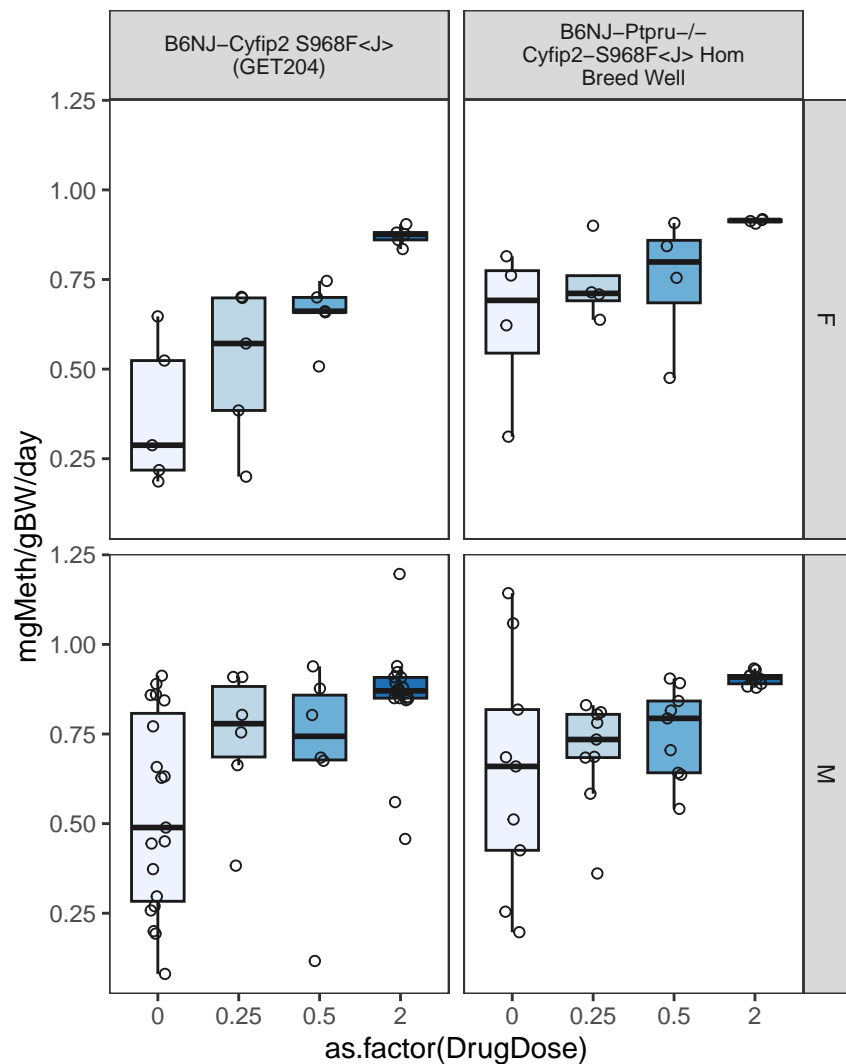 B6NJ−Cyfip2 S968F<J>
(GET204)
B6NJ−Ptpru−/−
Cyfip2−S968F<J> Hom
Breed Well
1.25
1.00
0.75
0.50
0.25
F
1.25
1.00
0.75
0.50
0.25
M
mgMeth/gBW/day
0
0.25
0.5
2
0
0.25
0.5
2
as.factor(DrugDose)